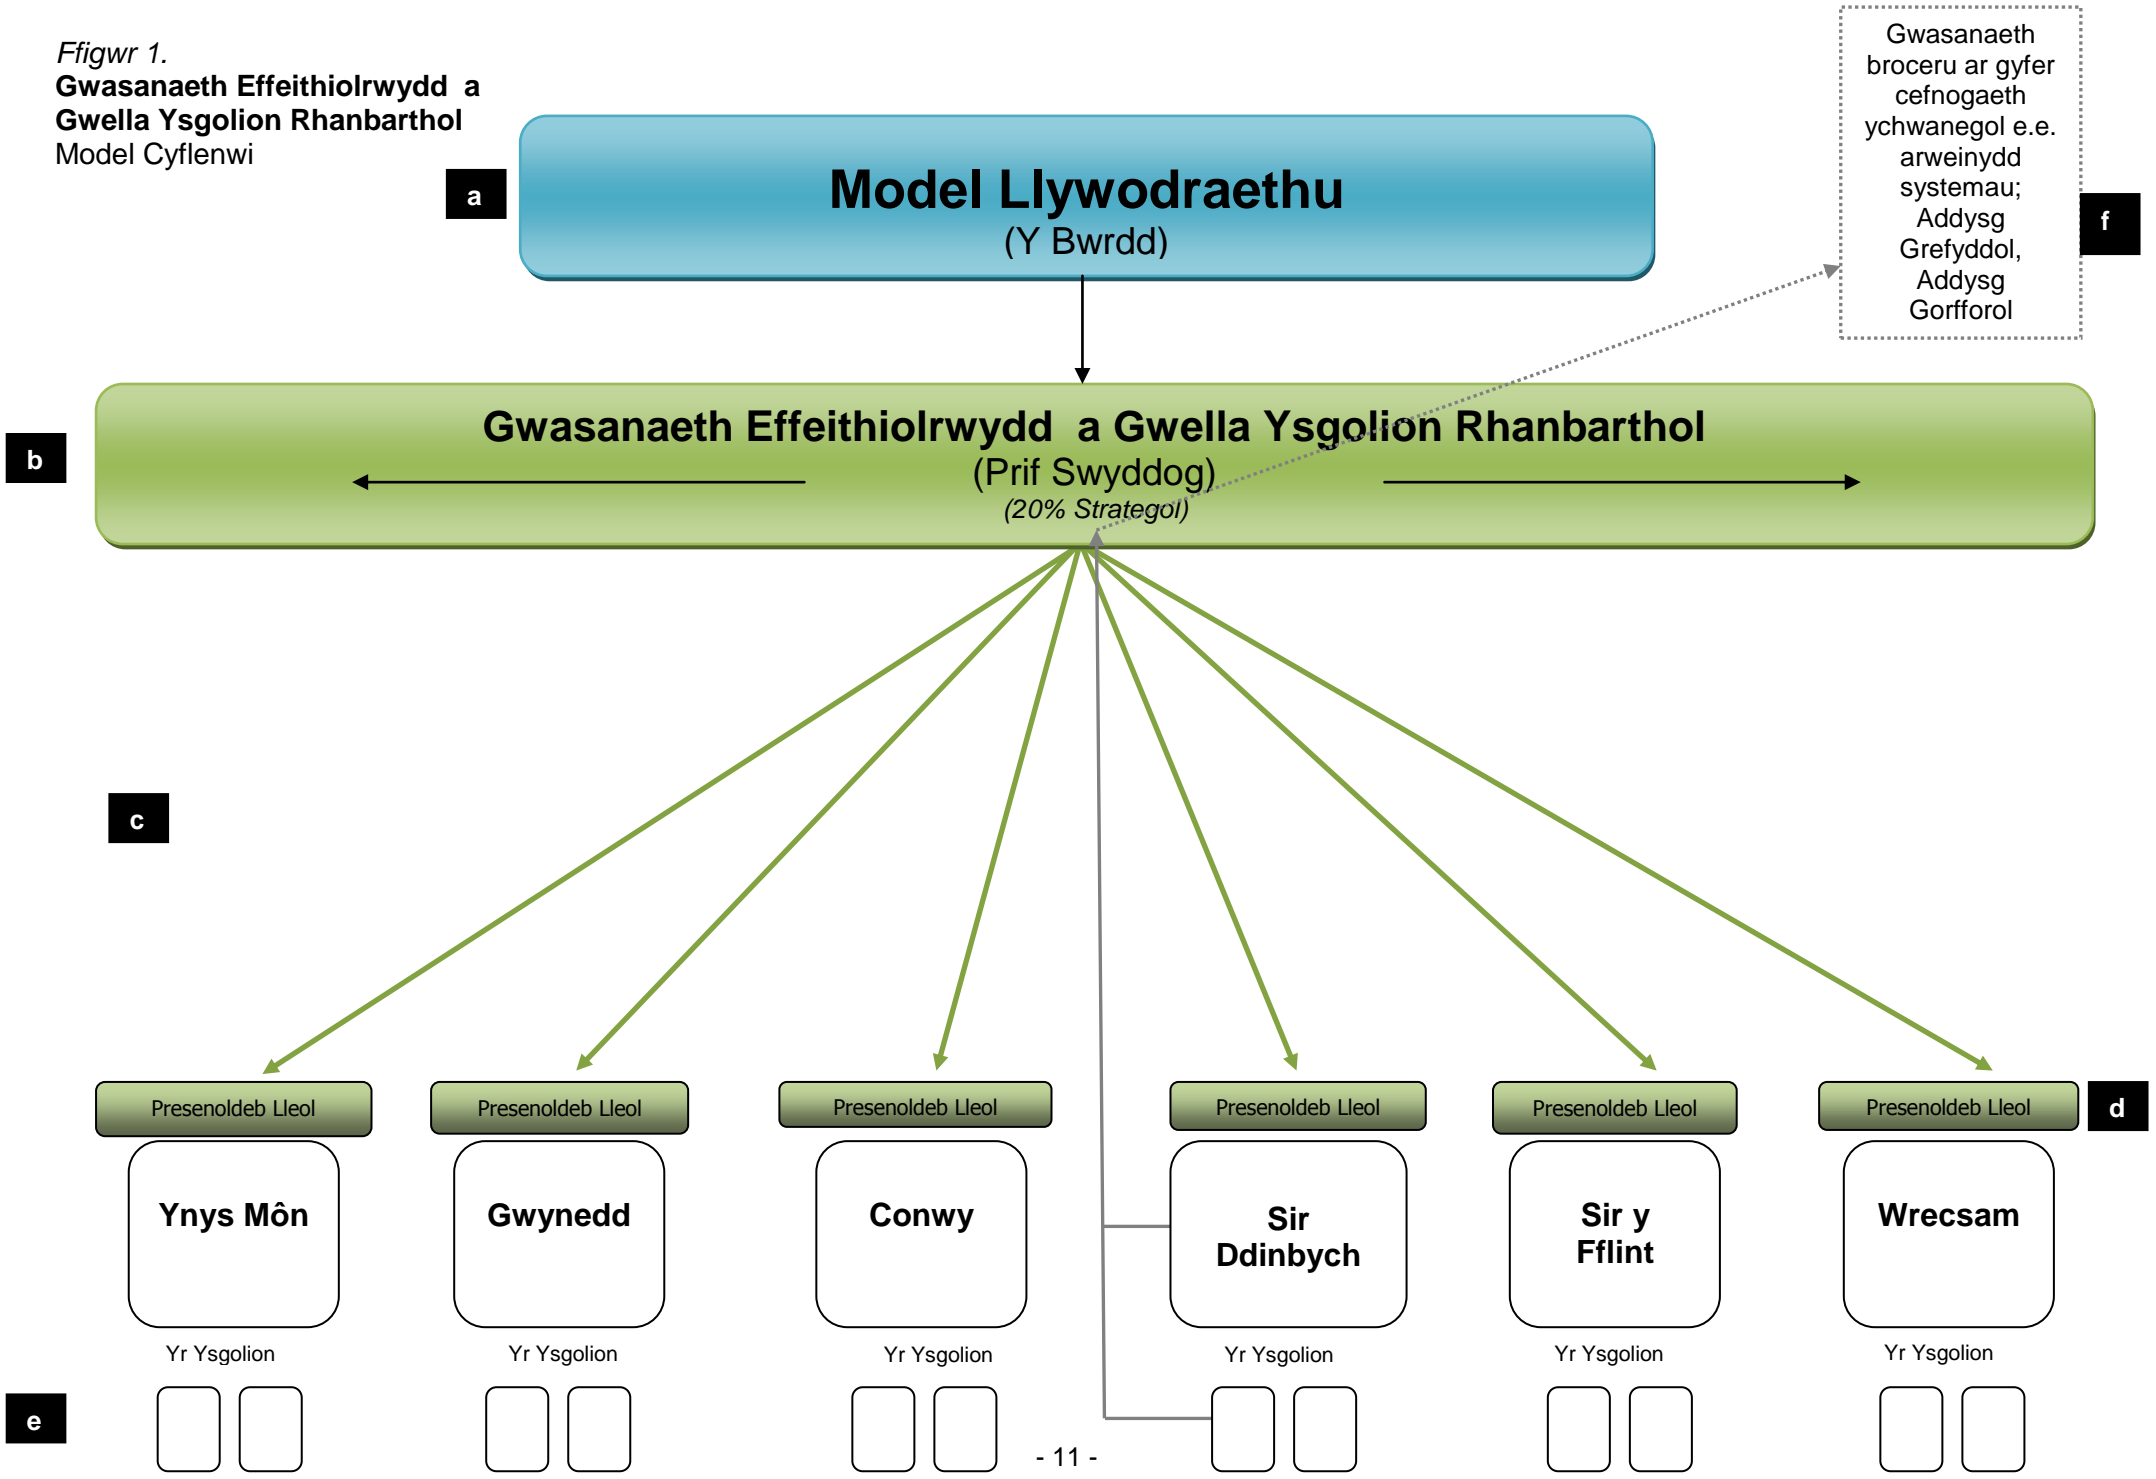 Ffigwr 1.
Gwasanaeth Effeithiolrwydd a
Gwella Ysgolion Rhanbarthol
Model Cyflenwi
a
Model Llywodraethu
(Y Bwrdd)
Gwasanaeth
broceru ar gyfer
cefnogaeth
ychwanegol e.e.
arweinydd
systemau;
Addysg
Grefyddol,
Addysg
Gorfforol
f
b
Gwasanaeth Effeithiolrwydd a Gwella Ysgolion Rhanbarthol
(Prif Swyddog)
(20% Strategol)
c
Presenoldeb Lleol
Presenoldeb Lleol
Presenoldeb Lleol
Presenoldeb Lleol
Presenoldeb Lleol
Presenoldeb Lleol
d
Ynys Môn
Gwynedd
Conwy
Sir
Ddinbych
Sir y
Fflint
Wrecsam
Yr Ysgolion
Yr Ysgolion
Yr Ysgolion
Yr Ysgolion
Yr Ysgolion
Yr Ysgolion
e
- 11 -